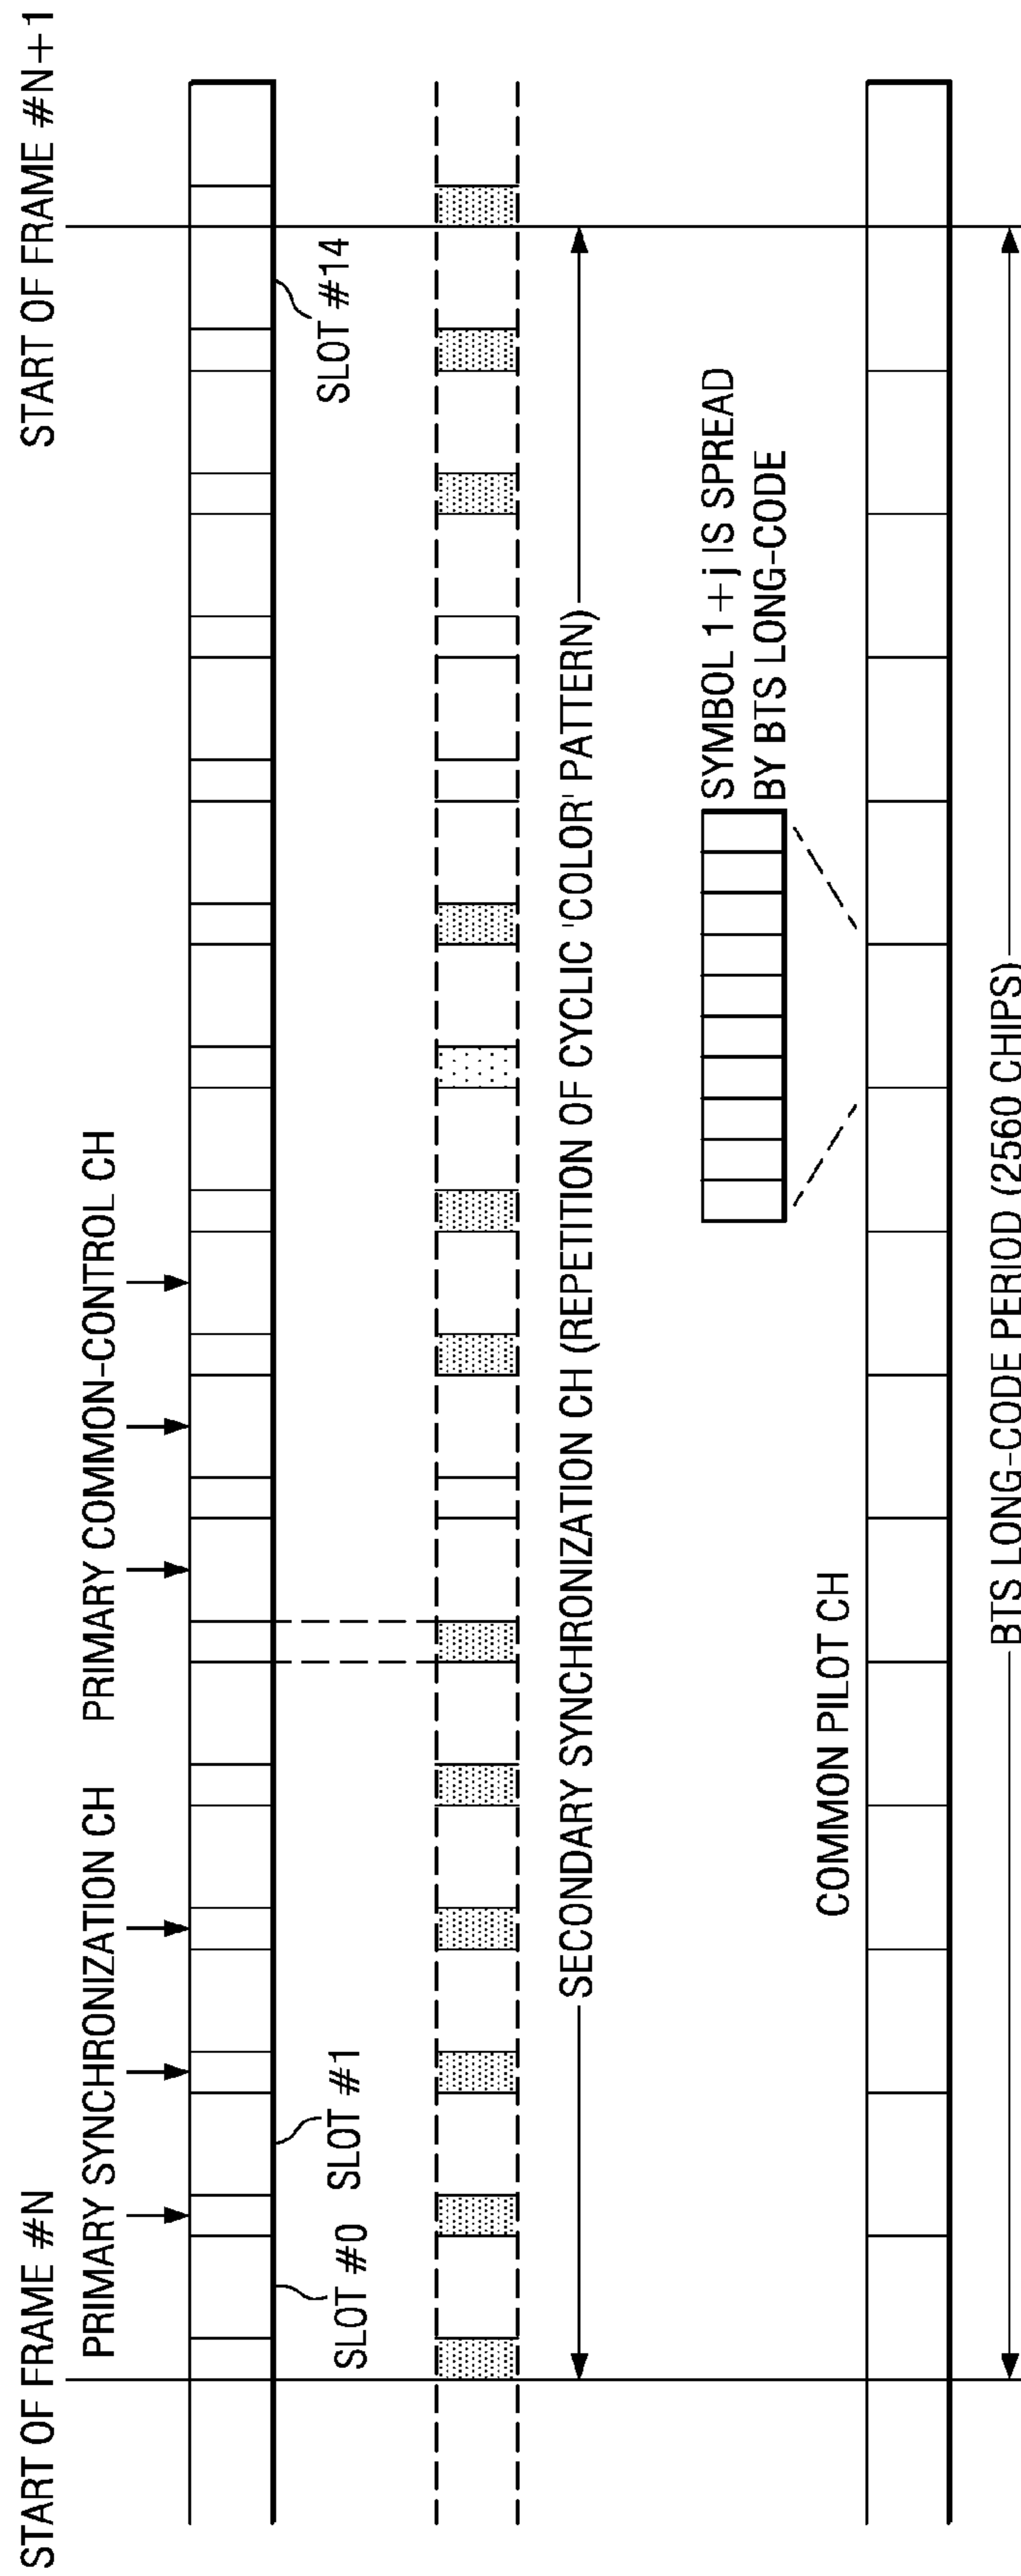 START OF FRAME #N
START OF FRAME #N+1
PRIMARY SYNCHRONIZATION CH
PRIMARY COMMON-CONTROL CH
SLOT #0
SLOT #1
SLOT #14
SECONDARY SYNCHRONIZATION CH (REPETITION OF CYCLIC 'COLOR' PATTERN)
SYMBOL 1+j IS SPREAD
BY BTS LONG-CODE
COMMON PILOT CH
BTS LONG-CODE PERIOD (2560 CHIPS)